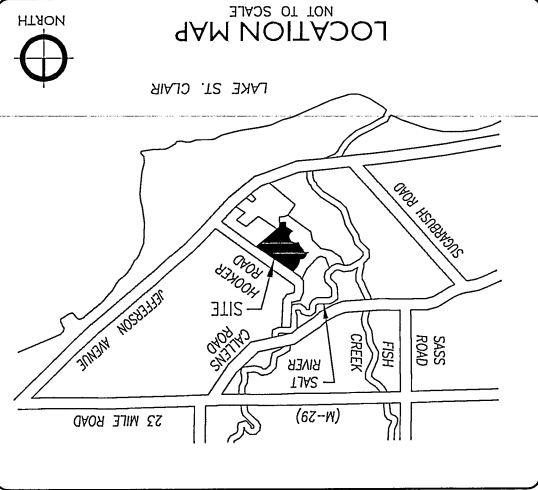 23 MILE ROAD
(M--29)
SALT
RIVER
FISH
CREEK
SASS
ROAD
CALLENS
ROAD
JEFFERSON AVENUE
SITE
HOOKER
ROAD
SUGARBUSH ROAD
LAKE ST. CLAIR
NORTH
LOCATION MAP
NOT TO SCALE